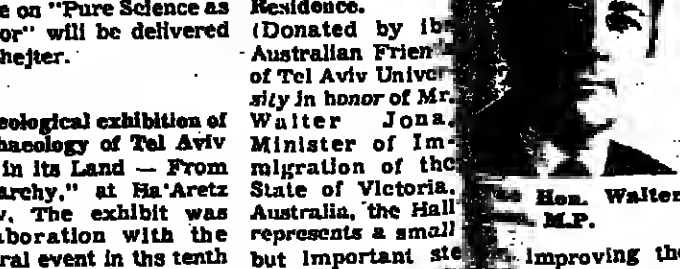 e on "Pure Science as
or" will be delivered
hejter.
eological exhibition of
haeology of Tel Aviv
in its Land — From
archy," at Ha'Aretz
y. The exhibit was
aboration with the
ral event in ths tenth
Residence.
(Donated by the
Australian Frien
of Tel Aviv Univer-
sity in honor of Mr.
Walter Jona,
Minister of Im-
migration of the
State of Victoria,
Australia, the Hall
represents a small
but important ste
Hon. Walter
M.P.
improving the